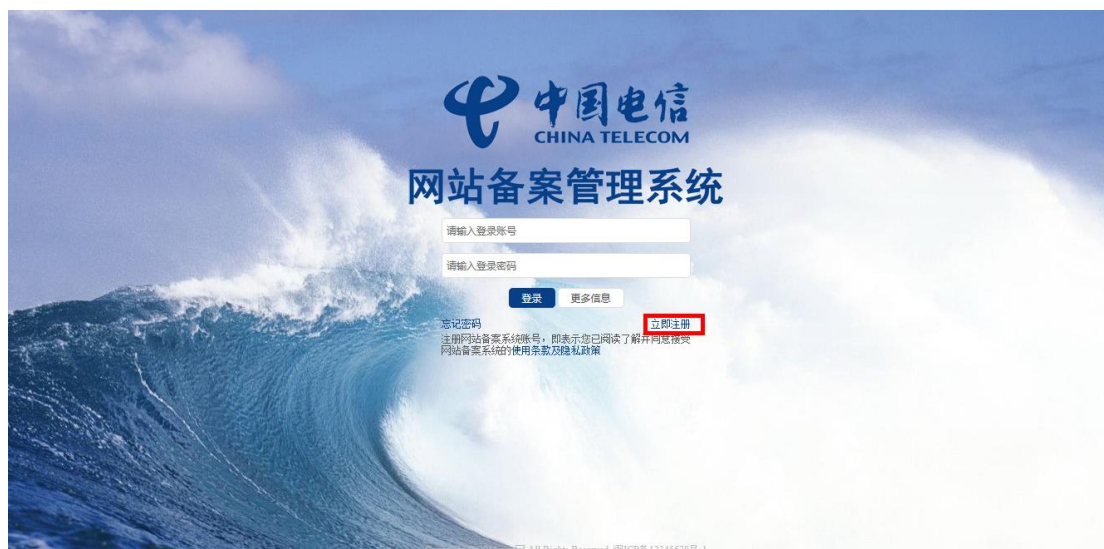 中国电信
CHINA TELECOM
网站备案管理系统
请输入登录账号
请输入登录密码
登录 更多信息
忘记密码 立即注册
注册网站备案系统账号，即表示您已阅读了解并同意接受
网站备案系统的使用条款及隐私政策
All Rights Reserved